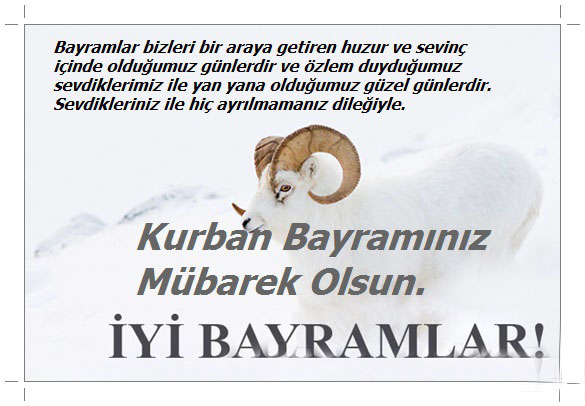 Bayramlar bizleri bir araya getiren huzur ve sevinç
içinde olduğumuz günlerdir ve özlem duyduğumuz
sevdiklerimiz ile yan yana olduğumuz güzel günlerdir.
Sevdikleriniz ile hiç ayrılmamanız dileğiyle.
Kurban Bayramınız
Mübarek Olsun.
İYİ BAYRAMLAR!